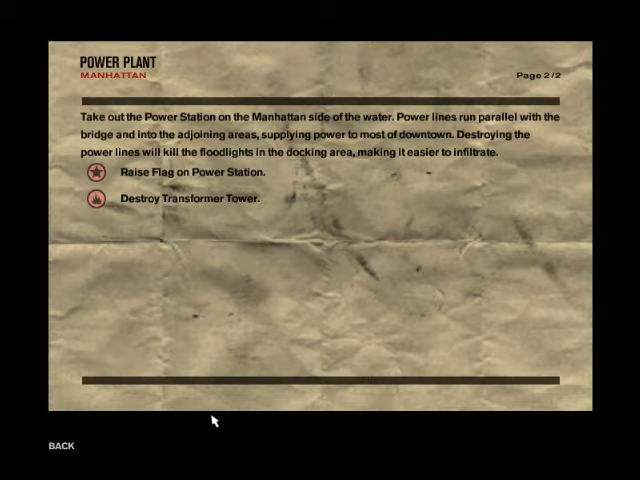 POWER PLANT
MANHATTAN
Page 2/2
Take out the Power Station on the Manhattan side of the water. Power lines run parallel with the
bridge and into the adjoining areas, supplying power to most of downtown. Destroying the
power lines will kill the floodlights in the docking area, making it easier to infiltrate.
Raise Flag on Power Station.
Destroy Transformer Tower.
BACK